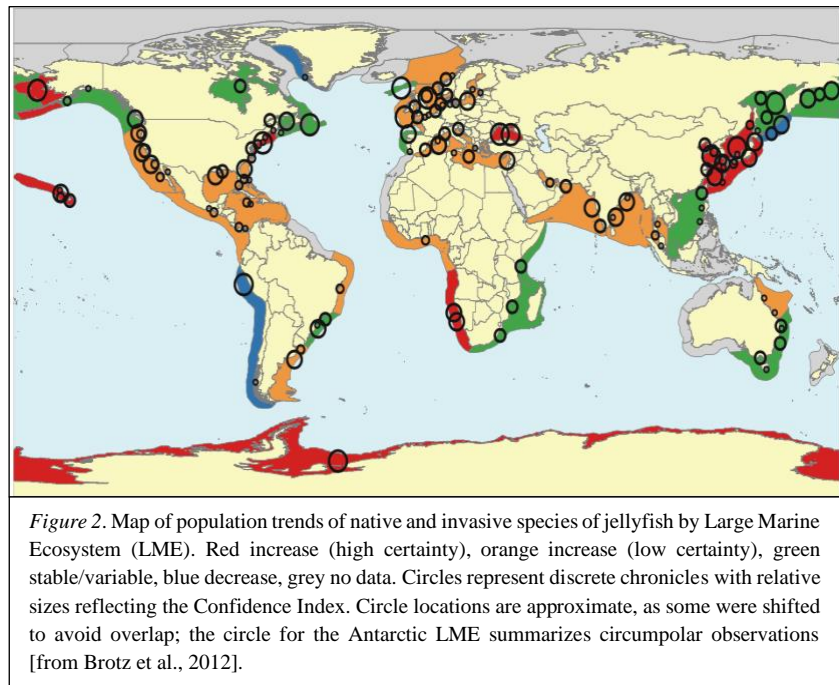 Figure 2. Map of population trends of native and invasive species of jellyfish by Large Marine
Ecosystem (LME). Red increase (high certainty), orange increase (low certainty), green
stable/variable, blue decrease, grey no data. Circles represent discrete chronicles with relative
sizes reflecting the Confidence Index. Circle locations are approximate, as some were shifted
to avoid overlap; the circle for the Antarctic LME summarizes circumpolar observations
[from Brotz et al., 2012].